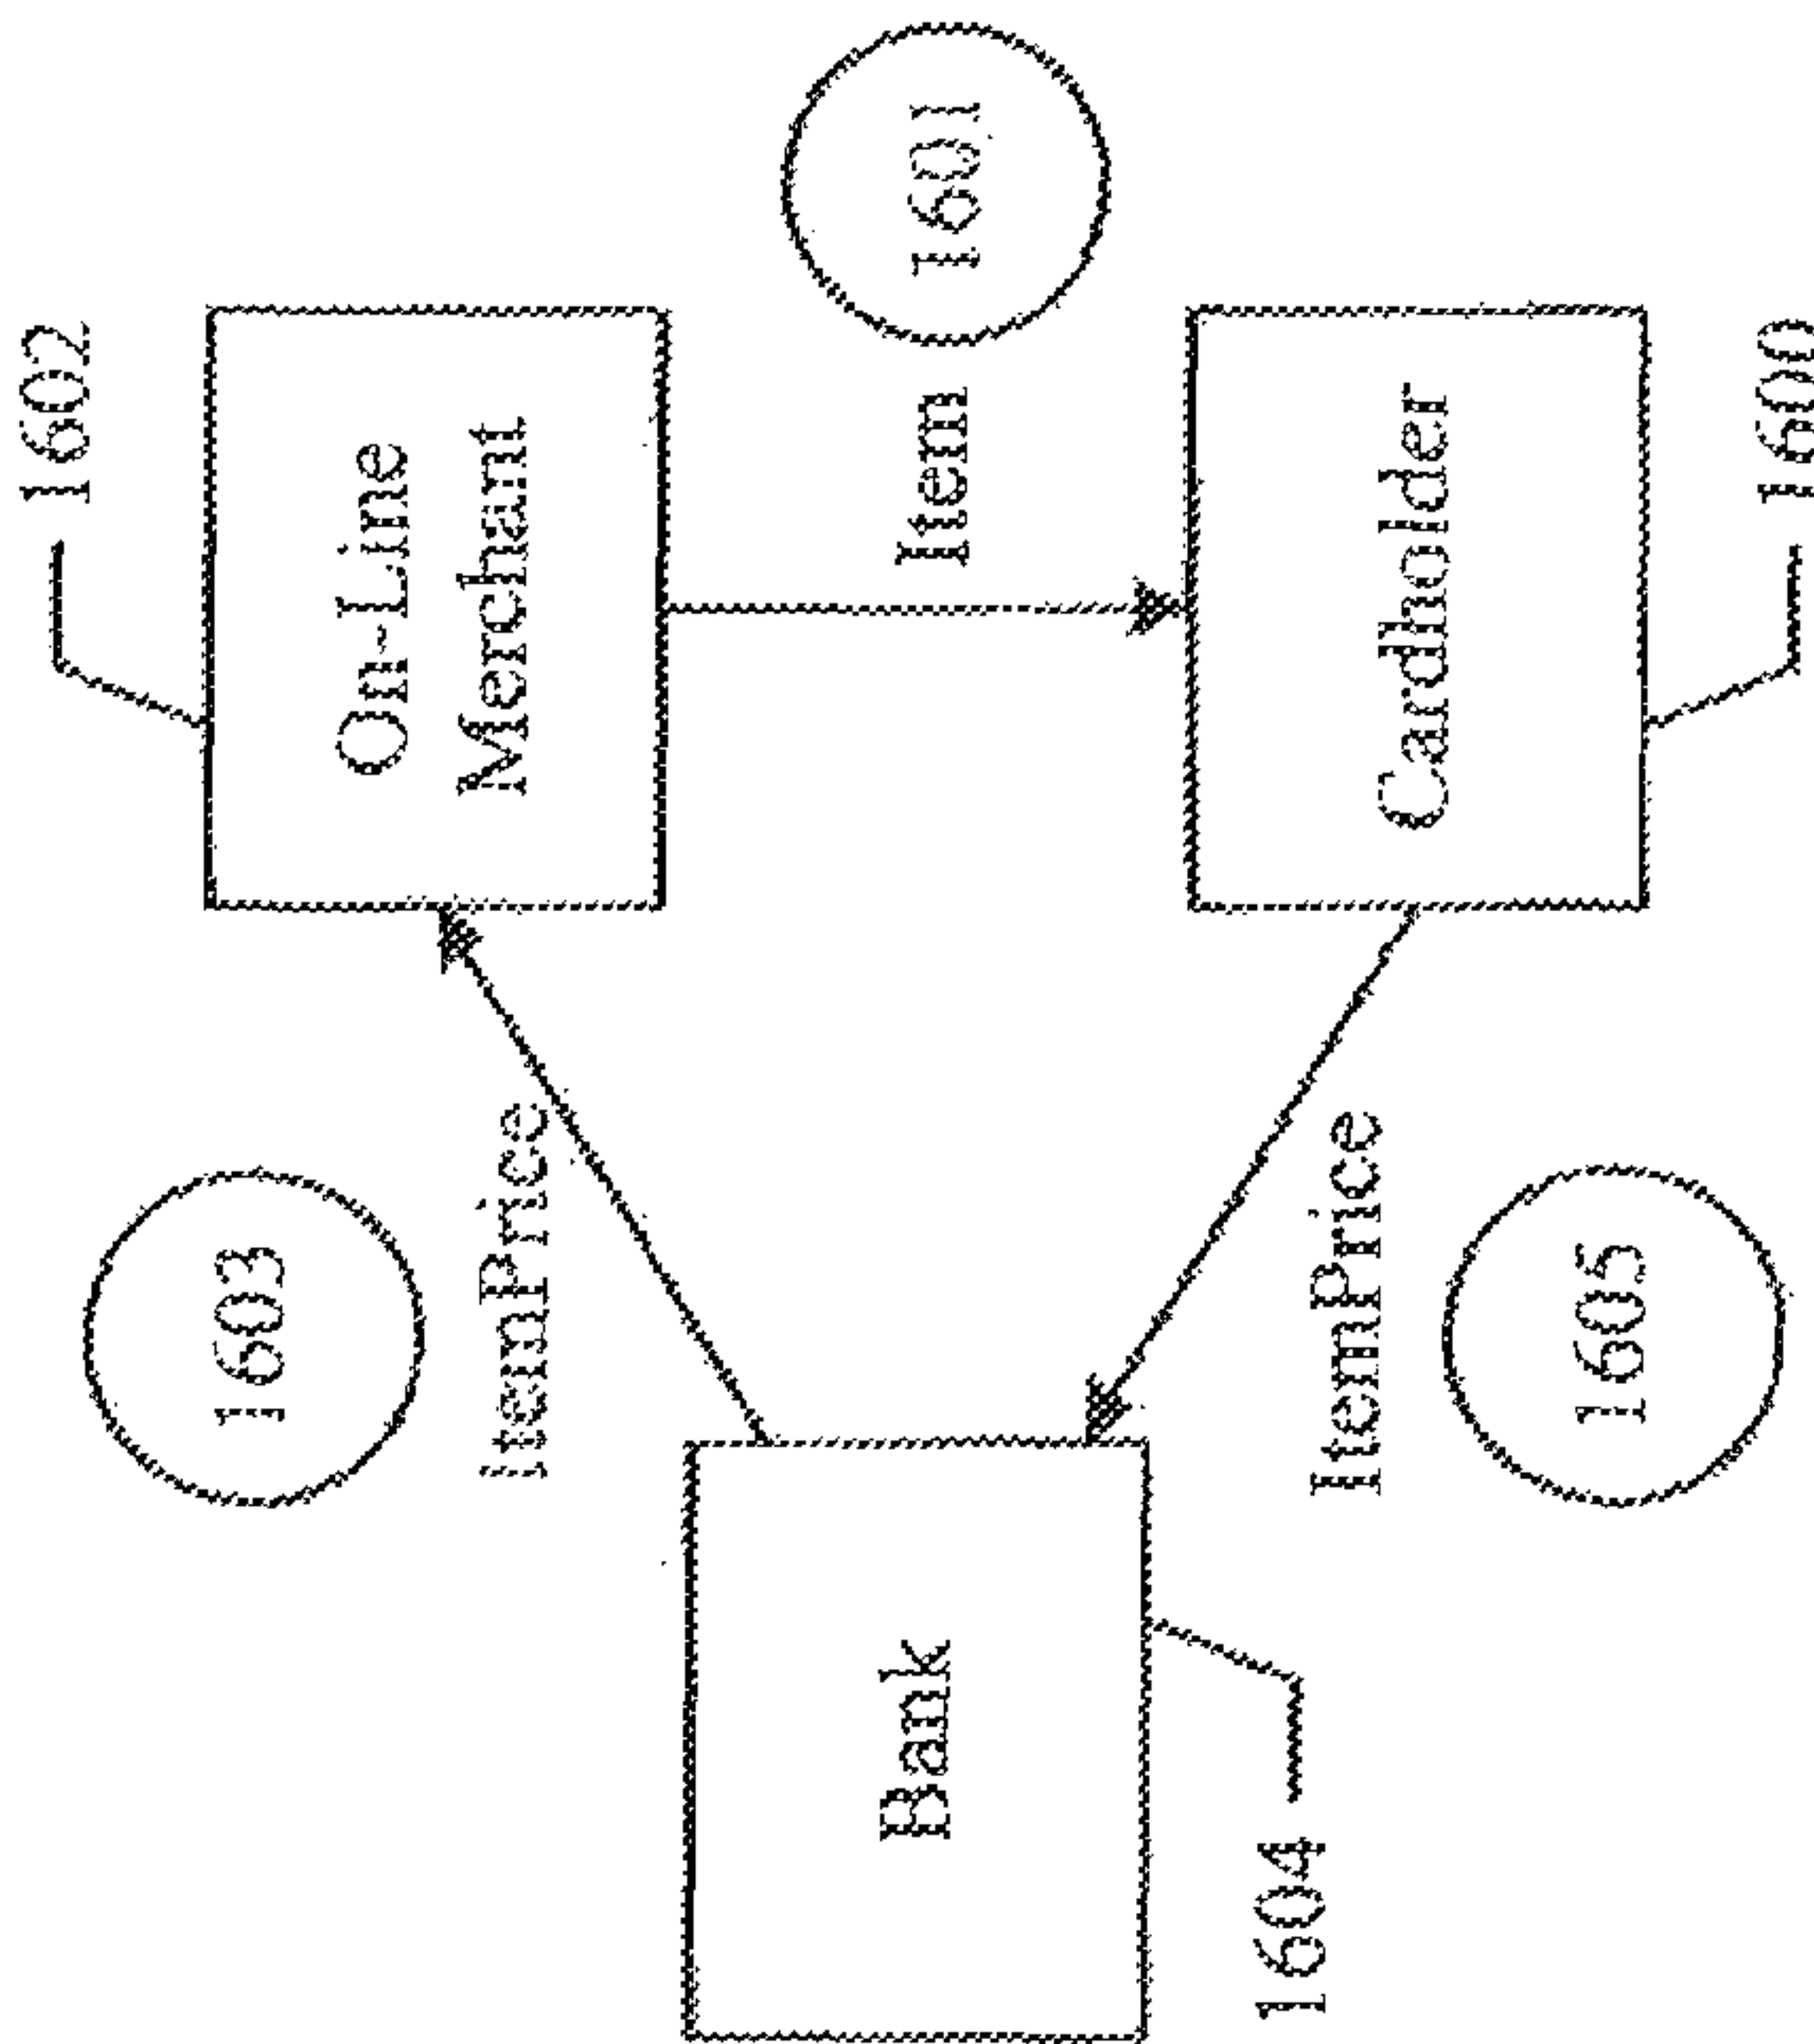 1602
On-Line
Merchant
1601
Item
1603
ItemPrice
Bank
1604
Cardholder
1600
ItemPrice
1605